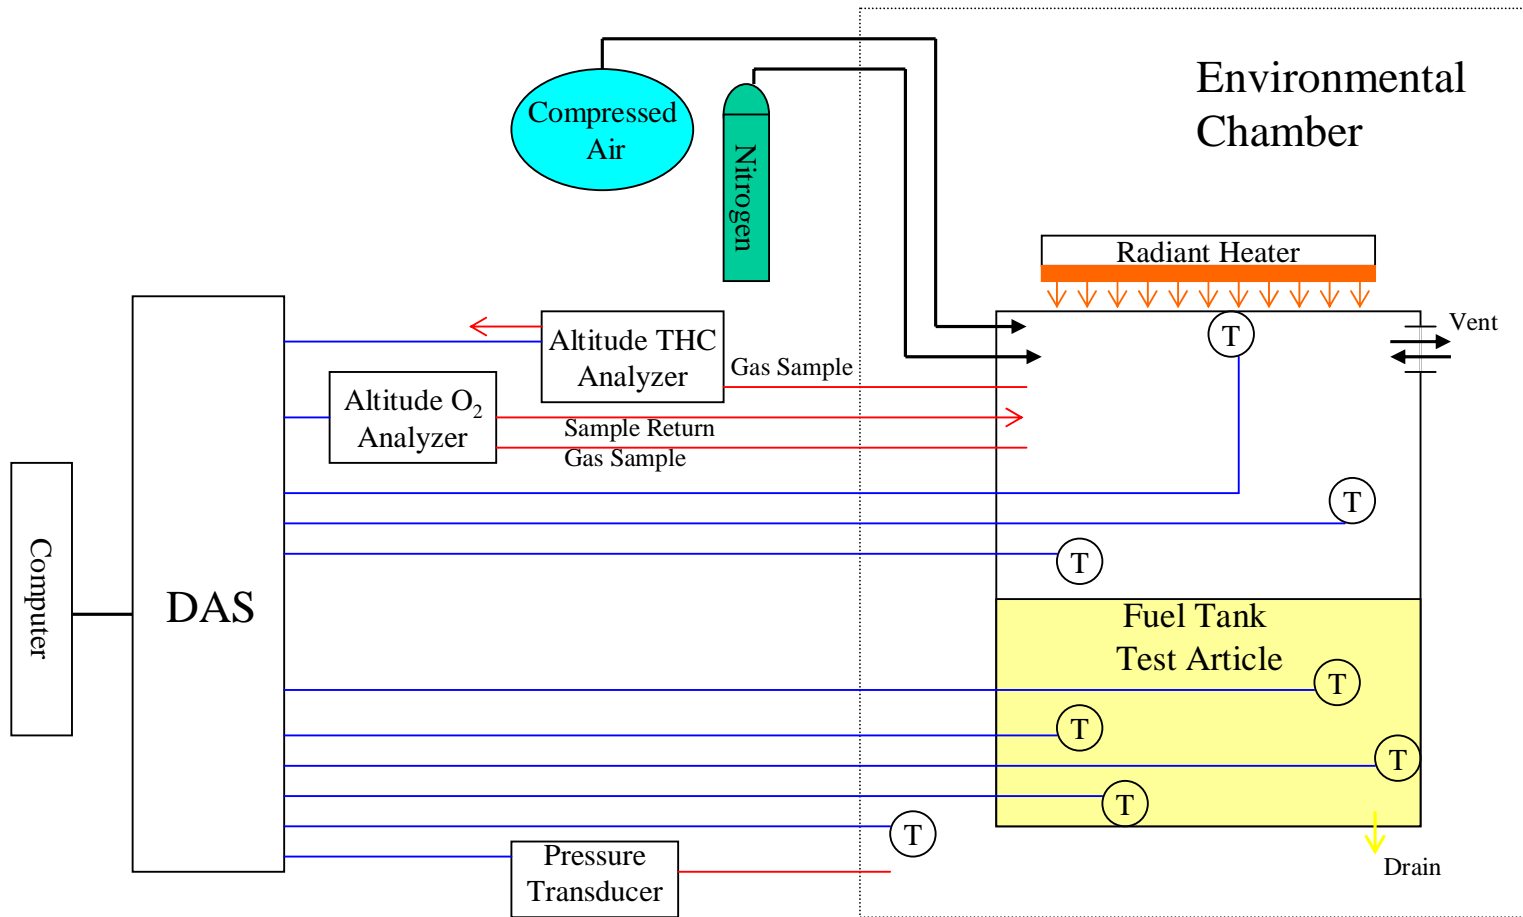 Environmental
Chamber
Compressed
Air
Nitrogen
Radiant Heater
Vent
T
Altitude THC
Analyzer
Gas Sample
Altitude O₂
Analyzer
Sample Return
Gas Sample
T
T
Computer
DAS
Fuel Tank
Test Article
T
T
T
T
T
Pressure
Transducer
Drain